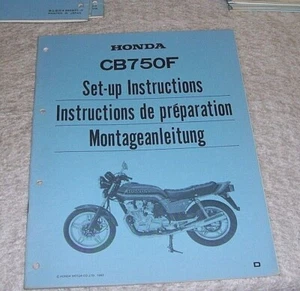 HONDA
CB750F
Set-up Instructions
Instructions de préparation
Montageanleitung
D